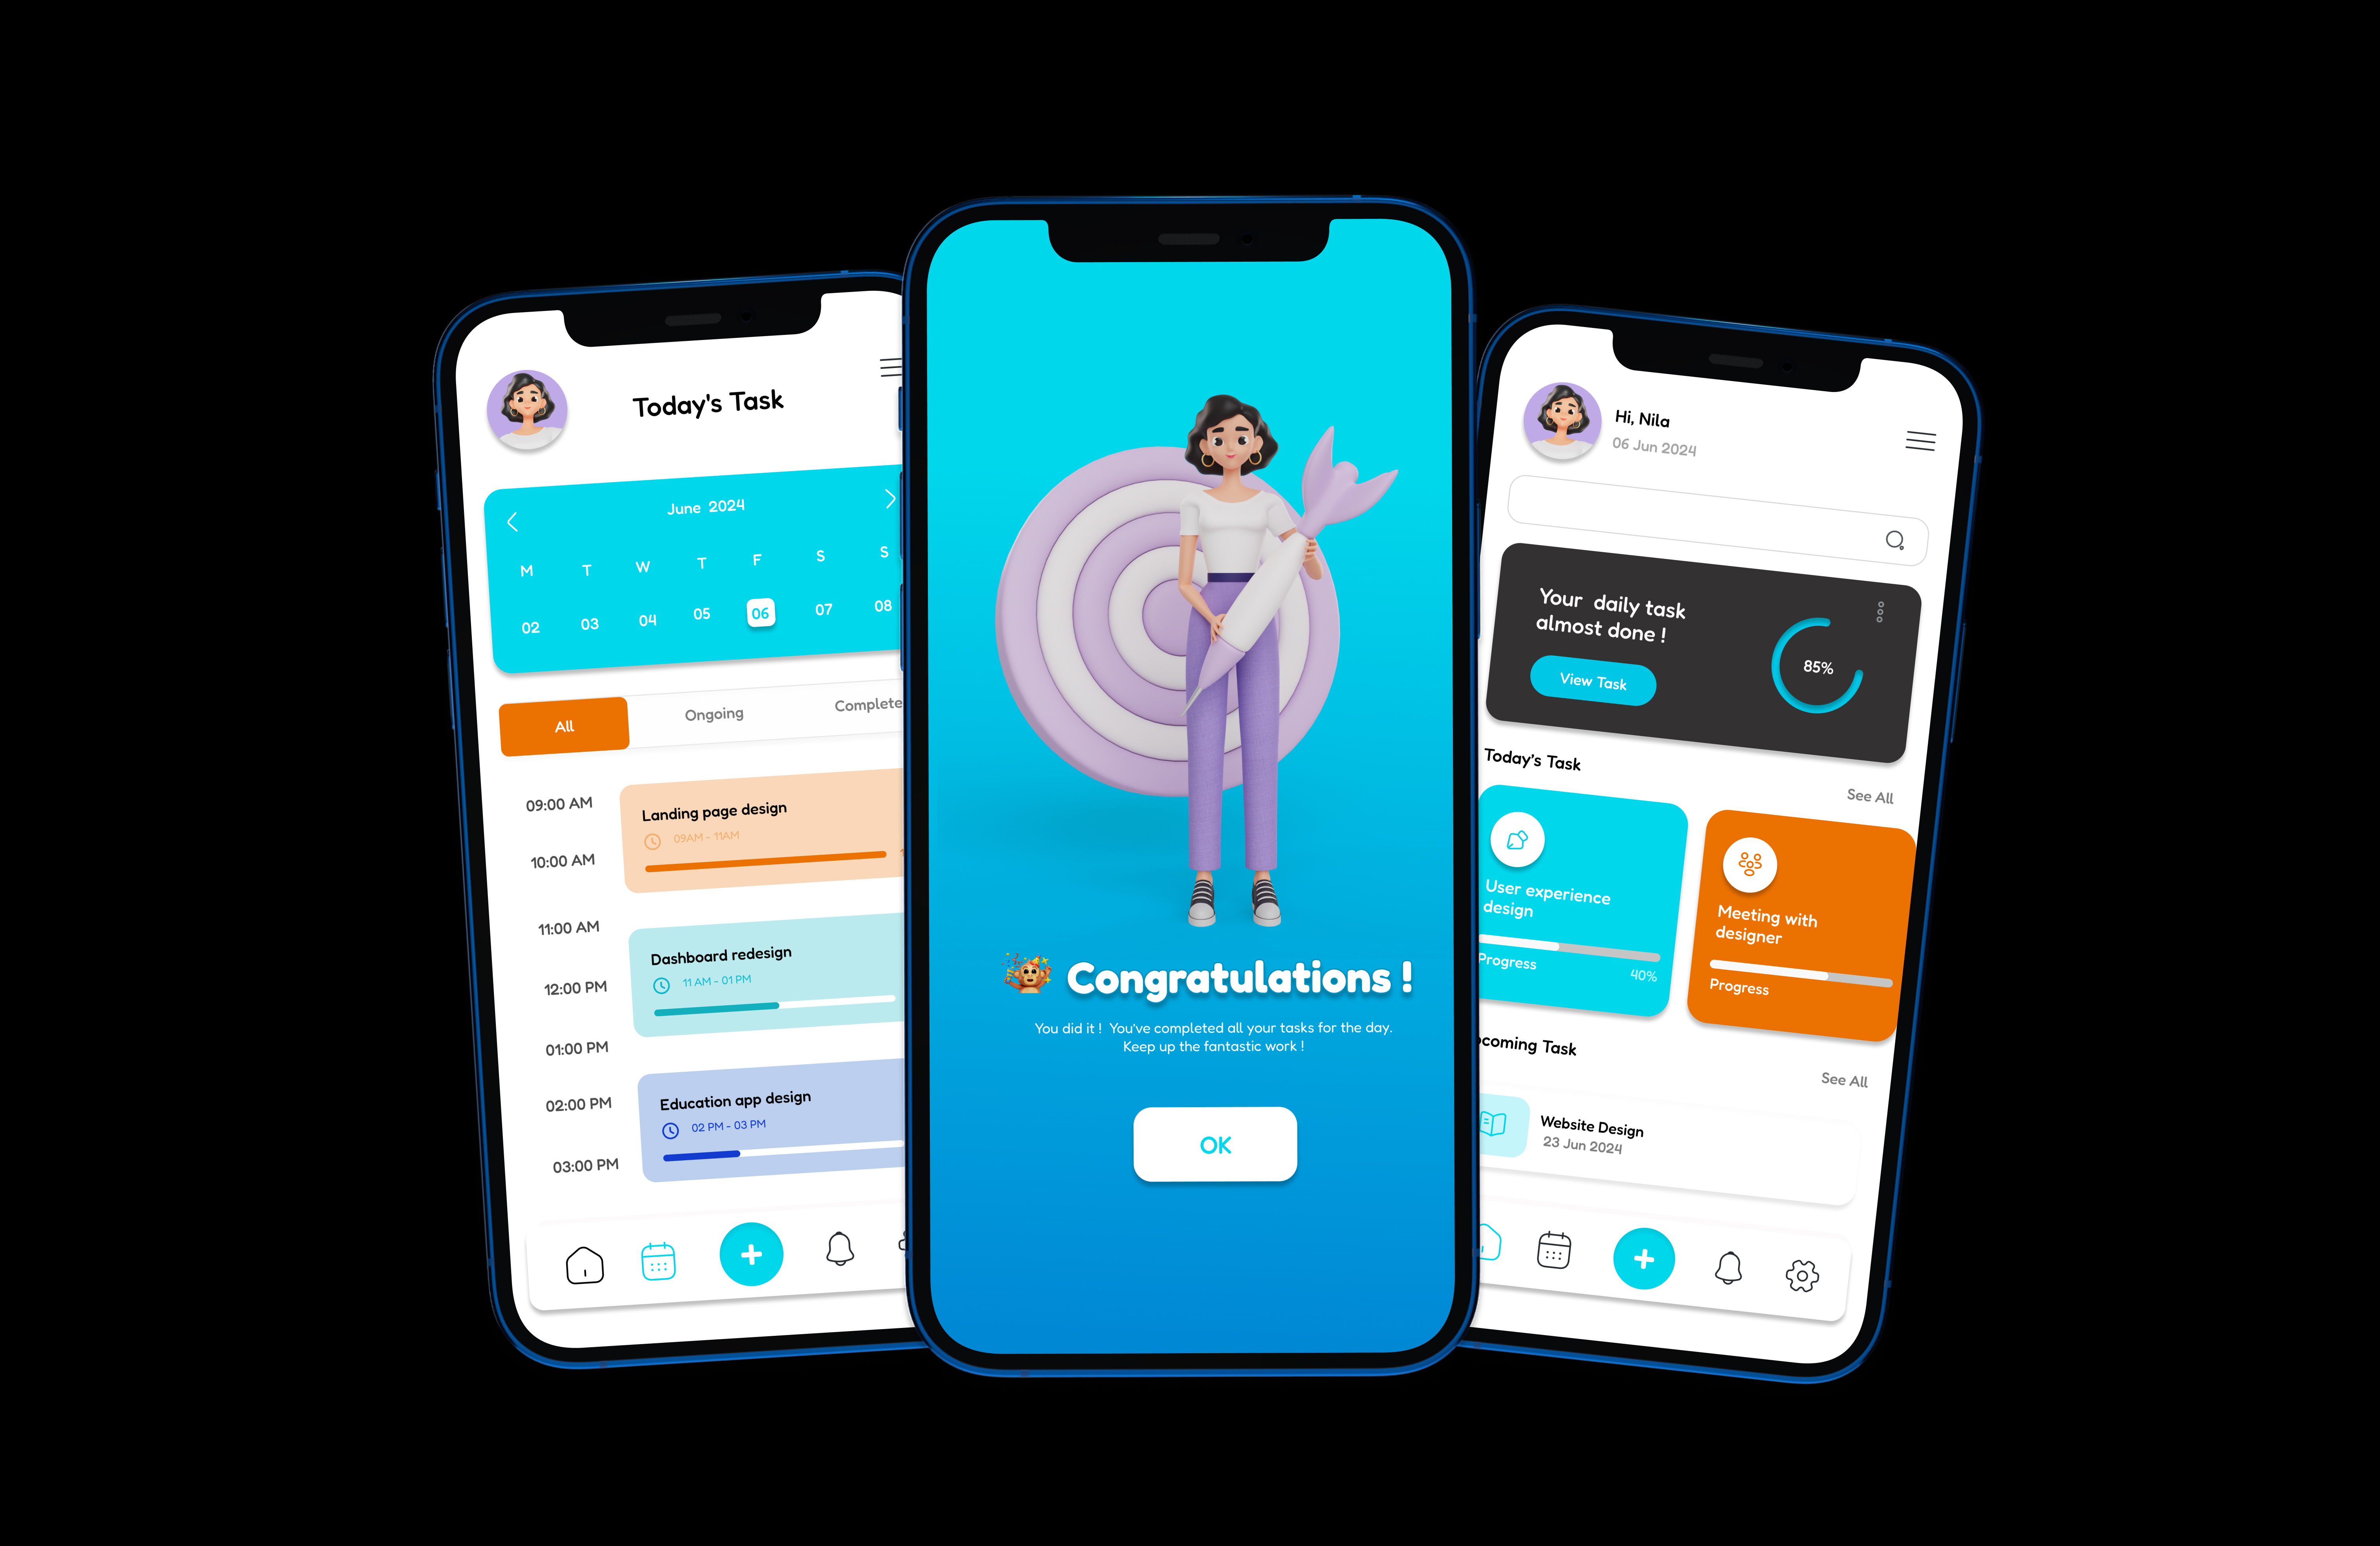 Today's Task
June 2024
M T W T F S S
02 03 04 05 06 07 08
All Ongoing
09:00 AM
10:00 AM
11:00 AM
12:00 PM
01:00 PM
02:00 PM
03:00 PM
Landing page design
09AM - 11AM
Dashboard redesign
11 AM - 01 PM
Education app design
02 PM - 03 PM
Congratulations !
You did it ! You've completed all your tasks for the day.
Keep up the fantastic work !
OK
Hi, Nila
06 Jun 2024
Your daily task
almost done !
View Task
85%
Today's Task
See All
User experience
design
Progress
40%
Meeting with
designer
Progress
Task
See All
Website Design
23 Jun 2024